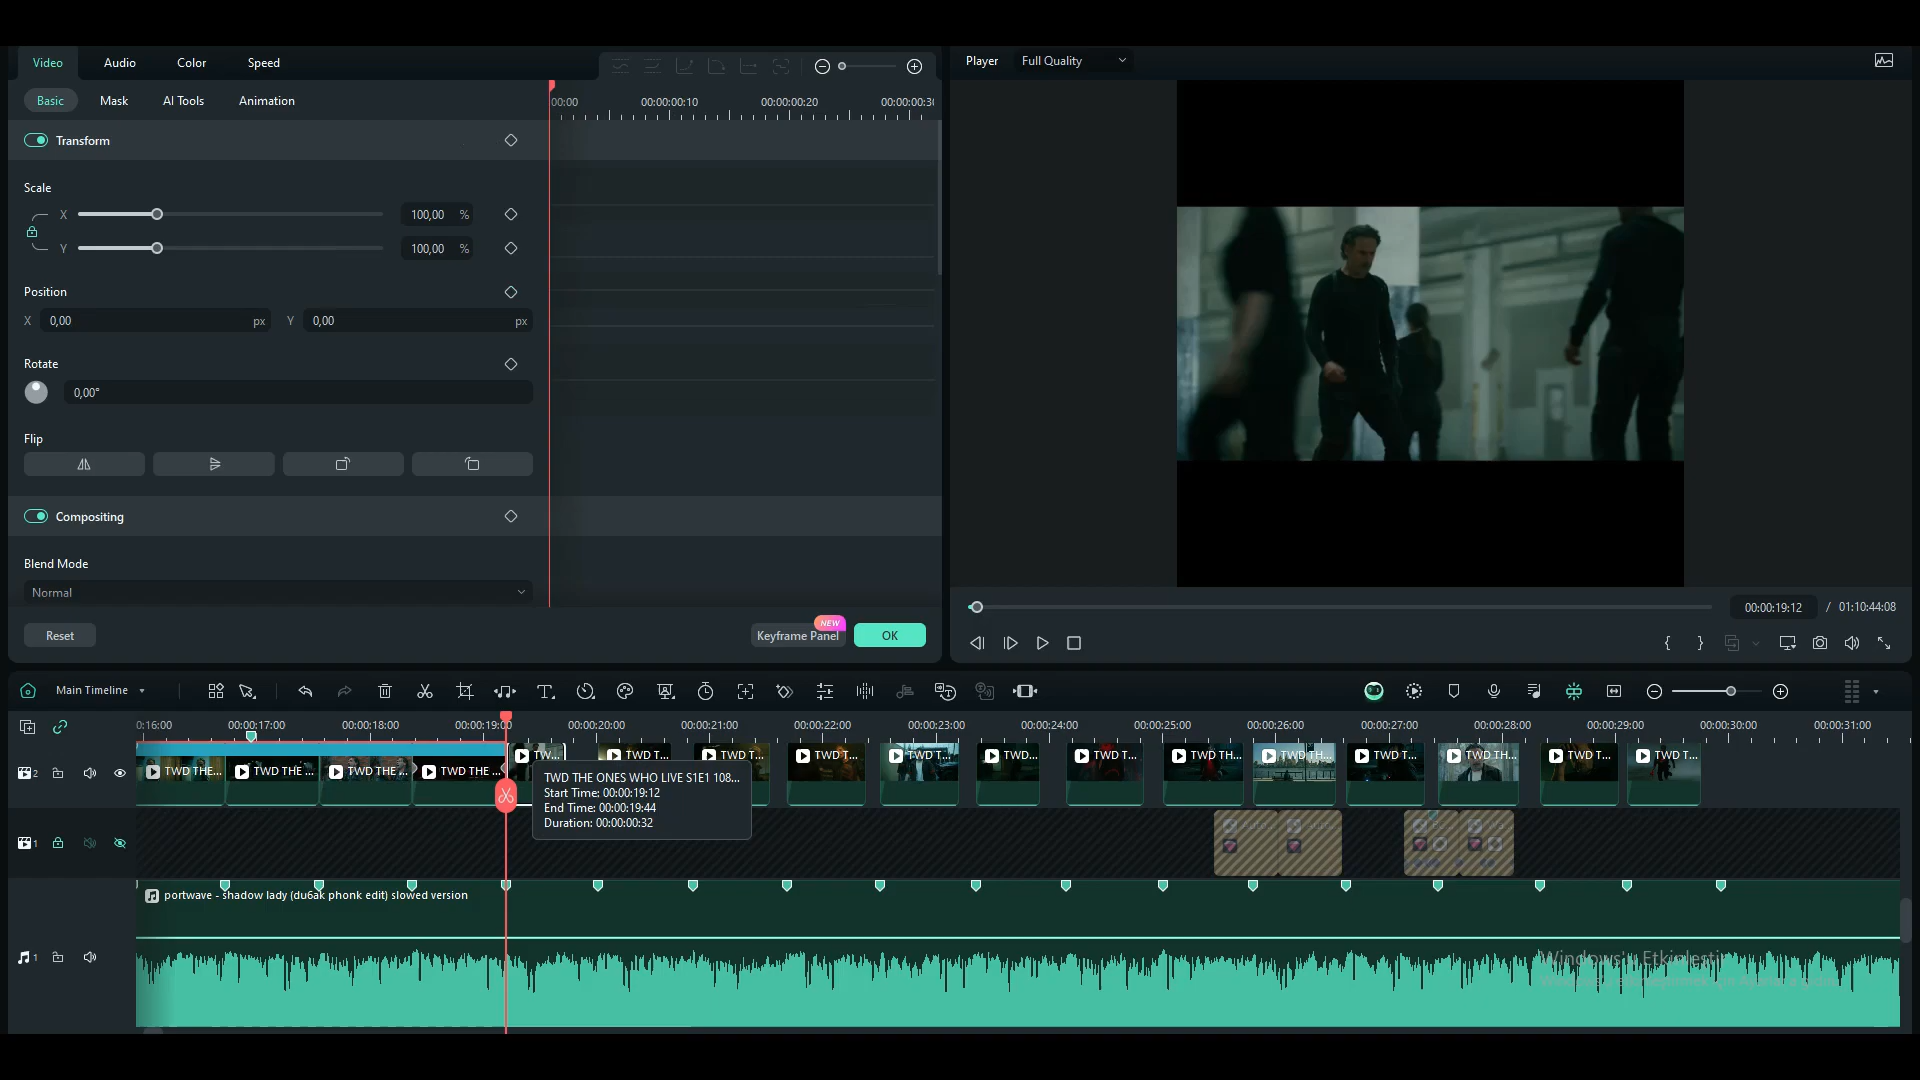 Video Audio Color Speed
Player Full Quality
Basic Mask AI Tools Animation
00:00 00:00:00:10 00:00:00:20 00:00:00:30
Transform
Scale
X 100,00 %
Y 100,00 %
Position
X 0,00 px Y 0,00 px
Rotate
0,00°
Flip
Compositing
Blend Mode
Normal
00:00:19:12 / 01:10:44:08
NEW
Reset Keyframe Panel OK
Main Timeline
0:16:00 00:00:17:00 00:00:18:00 00:00:19:00 00:00:20:00 00:00:21:00 00:00:22:00 00:00:23:00 00:00:24:00 00:00:25:00 00:00:26:00 00:00:27:00 00:00:28:00 00:00:29:00 00:00:30:00 00:00:31:00
TW... TWD T... TWD T... TWD T... TWD T... TWD... TWD T... TWD TH... TWD TH... TWD T... TWD TH... TWD T... TWD T...
2 TWD THE... TWD THE ... TWD THE ... TWD THE ...
TWD THE ONES WHO LIVE S1E1 108...
Start Time: 00:00:19:12
End Time: 00:00:19:44
Duration: 00:00:00:32
1
portwave - shadow lady (du6ak phonk edit) slowed version
1
Windows'u Etkinleştir